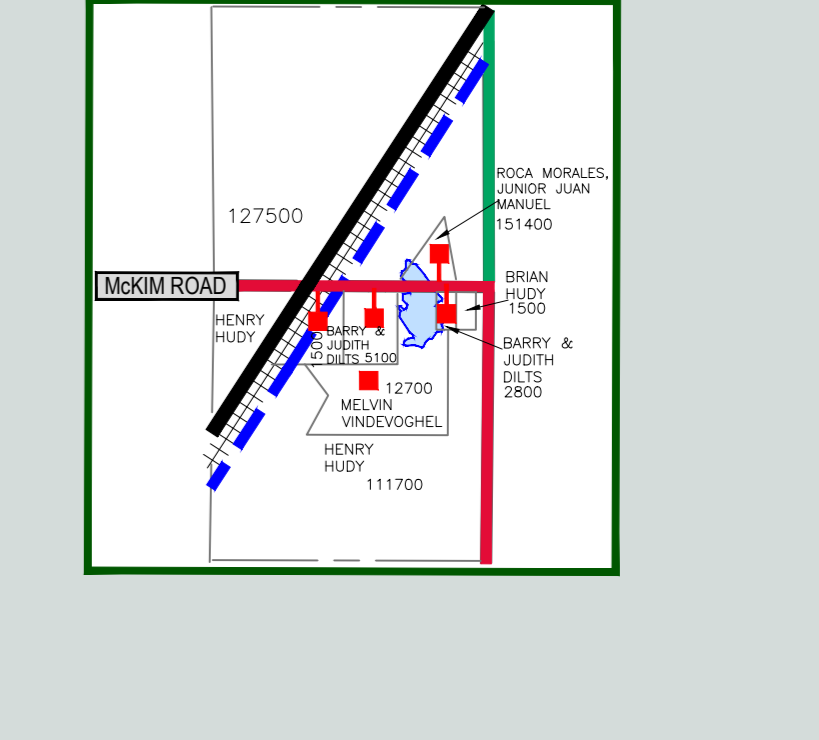 ROCA MORALES,
JUNIOR JUAN
MANUEL
151400
127500
McKIM ROAD
BRIAN
HUDY
1500
HENRY
HUDY
1500
BARRY &
JUDITH
DILTS 5100
BARRY &
JUDITH
DILTS
2800
12700
MELVIN
VINDEVOGHEL
HENRY
HUDY
111700